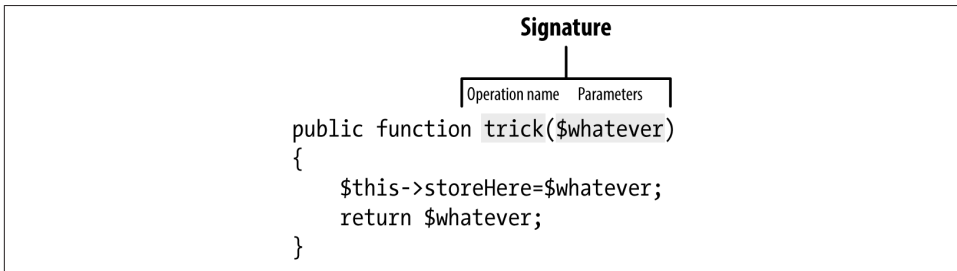 Signature
Operation name Parameters
public function trick($whatever)
{
    $this->storeHere=$whatever;
    return $whatever;
}